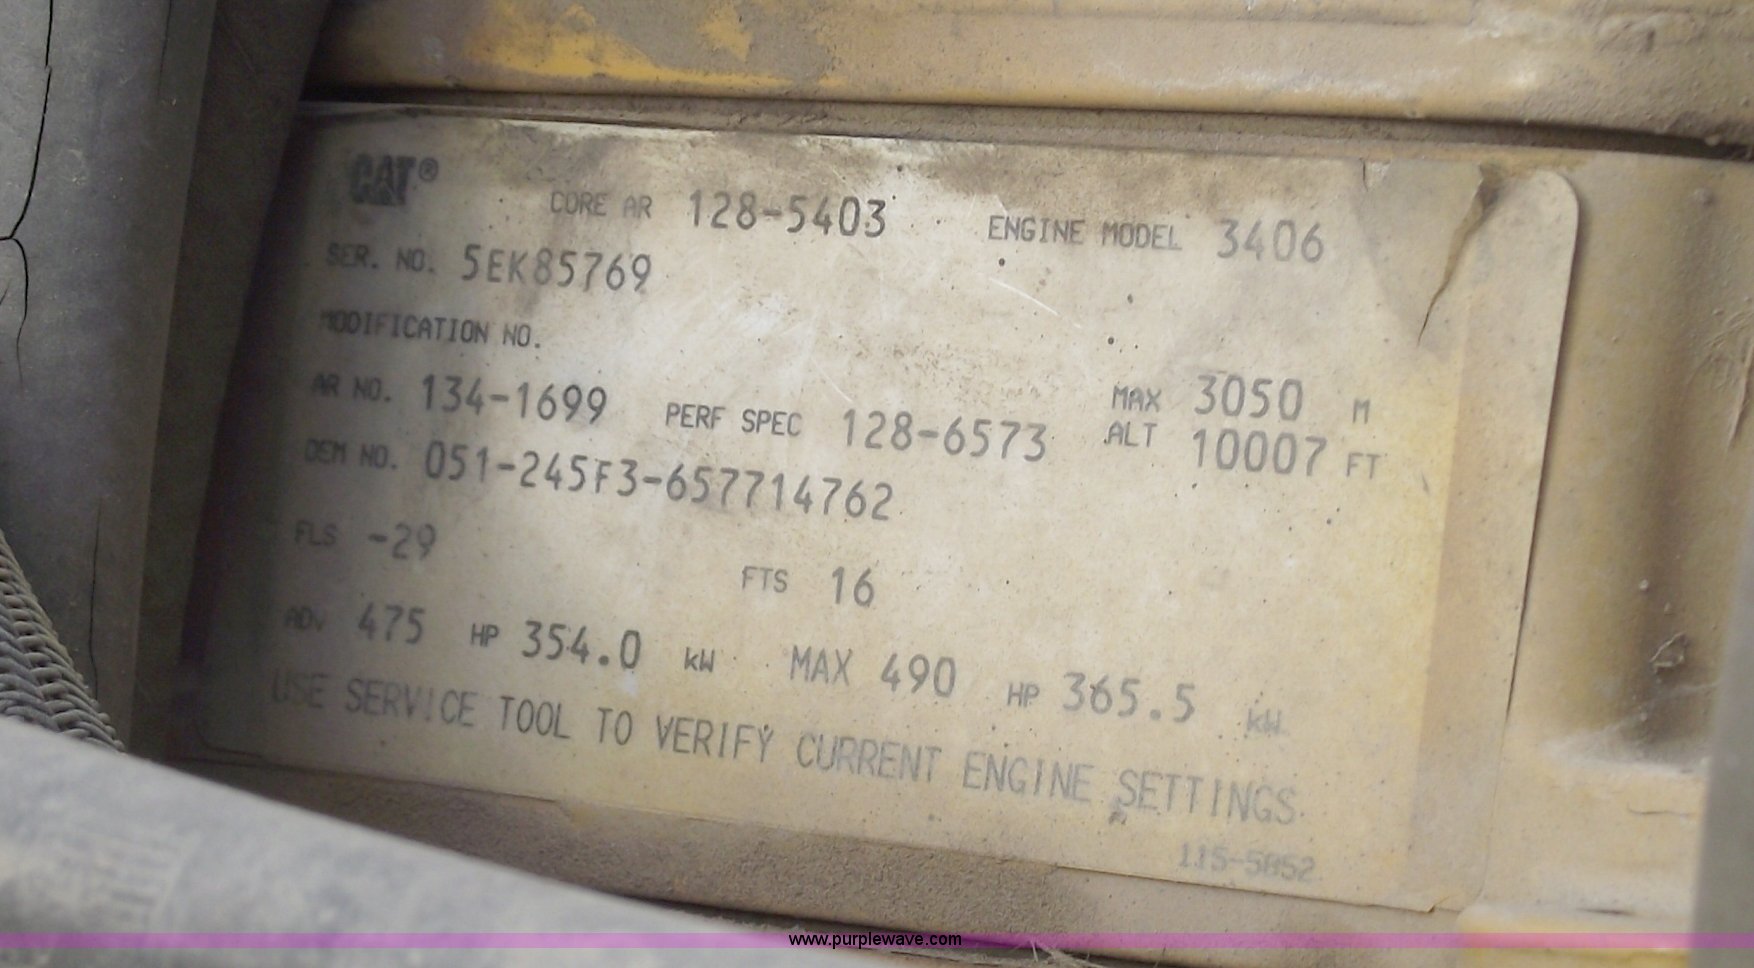 CAT®
CORE AR 128-5403 ENGINE MODEL 3406
SER. NO. 5EK85769
MODIFICATION NO.
AR NO. 134-1699 PERF SPEC 128-6573 MAX 3050 M
ALT 10007 FT
OEM NO. 051-245F3-657714762
FLS -29 FTS 16
ADV 475 HP 354.0 kW MAX 490 HP 365.5 kW
USE SERVICE TOOL TO VERIFY CURRENT ENGINE SETTINGS.
115-5852
www.purplewave.com